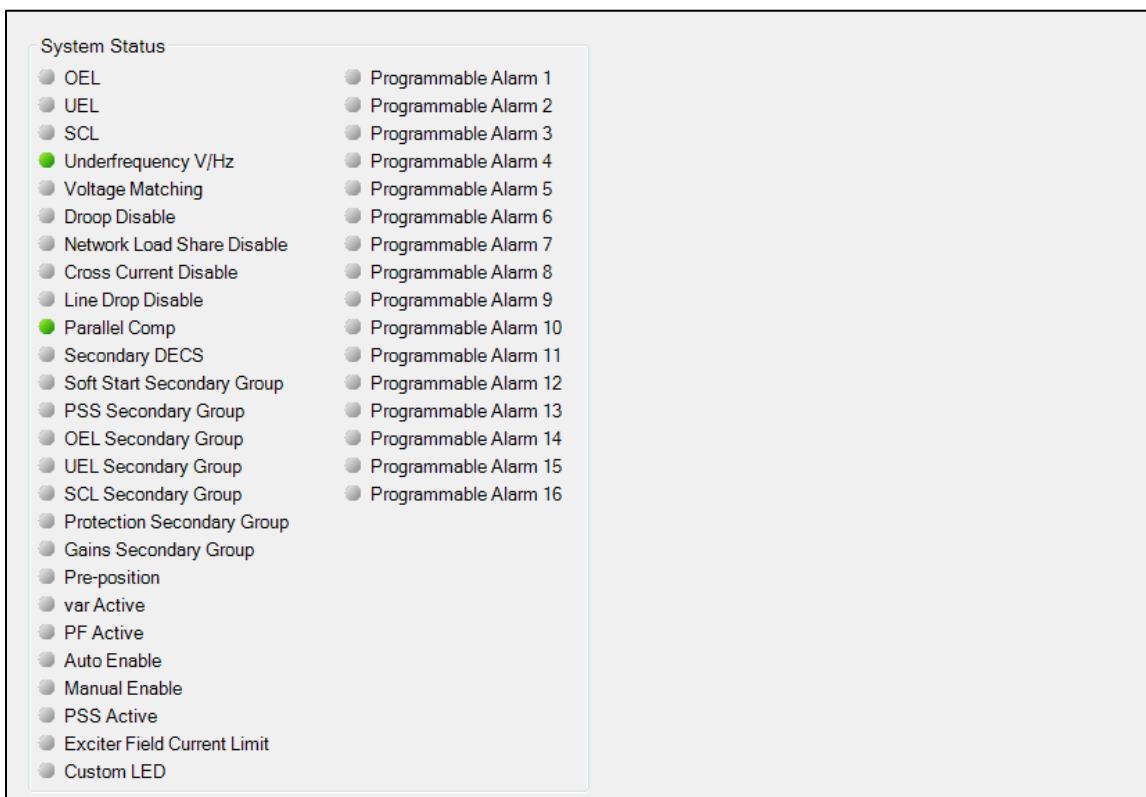 System Status
OEL
UEL
SCL
Underfrequency V/Hz
Voltage Matching
Droop Disable
Network Load Share Disable
Cross Current Disable
Line Drop Disable
Parallel Comp
Secondary DECS
Soft Start Secondary Group
PSS Secondary Group
OEL Secondary Group
UEL Secondary Group
SCL Secondary Group
Protection Secondary Group
Gains Secondary Group
Pre-position
var Active
PF Active
Auto Enable
Manual Enable
PSS Active
Exciter Field Current Limit
Custom LED
Programmable Alarm 1
Programmable Alarm 2
Programmable Alarm 3
Programmable Alarm 4
Programmable Alarm 5
Programmable Alarm 6
Programmable Alarm 7
Programmable Alarm 8
Programmable Alarm 9
Programmable Alarm 10
Programmable Alarm 11
Programmable Alarm 12
Programmable Alarm 13
Programmable Alarm 14
Programmable Alarm 15
Programmable Alarm 16